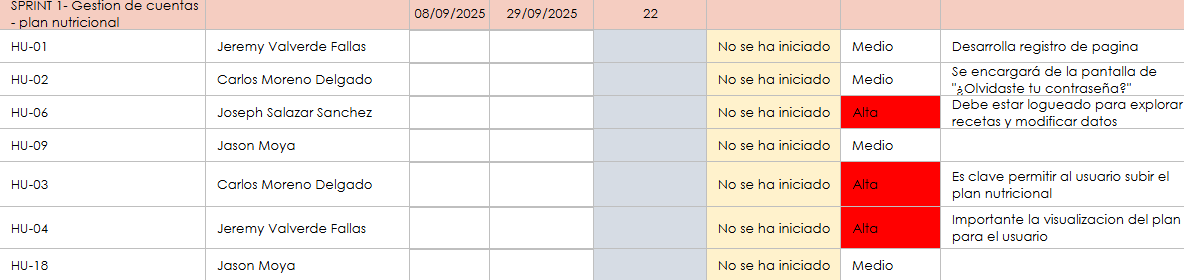 SPRINT 1- Gestion de cuentas
- plan nutricional
08/09/2025 29/09/2025 22
HU-01 Jeremy Valverde Fallas No se ha iniciado Medio Desarrolla registro de pagina
HU-02 Carlos Moreno Delgado No se ha iniciado Medio Se encargará de la pantalla de
"¿Olvidaste tu contraseña?"
HU-06 Joseph Salazar Sanchez No se ha iniciado Alta Debe estar logueado para explorar
recetas y modificar datos
HU-09 Jason Moya No se ha iniciado Medio
HU-03 Carlos Moreno Delgado No se ha iniciado Alta Es clave permitir al usuario subir el
plan nutricional
HU-04 Jeremy Valverde Fallas No se ha iniciado Alta Importante la visualizacion del plan
para el usuario
HU-18 Jason Moya No se ha iniciado Medio